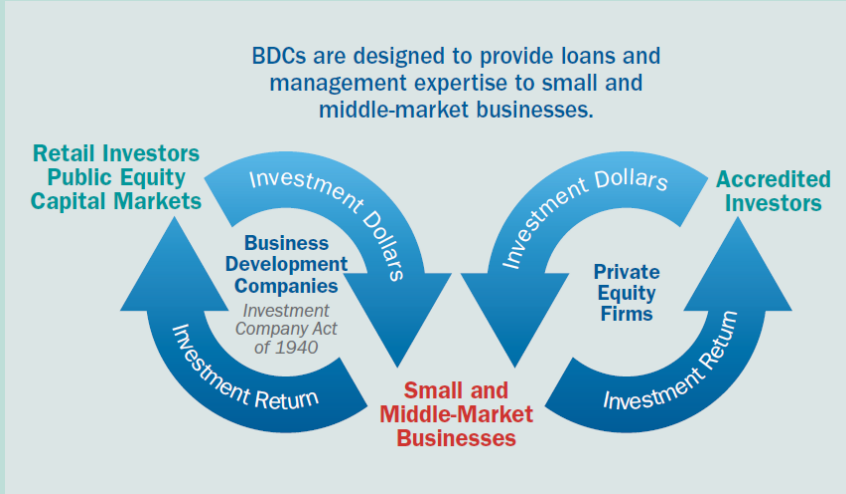 BDCs are designed to provide loans and
management expertise to small and
middle-market businesses.
Retail Investors
Public Equity
Capital Markets
Investment Dollars
Business
Development
Companies
Investment
Company Act
of 1940
Investment Return
Small and
Middle-Market
Businesses
Investment Dollars
Private
Equity
Firms
Accredited
Investors
Investment Return